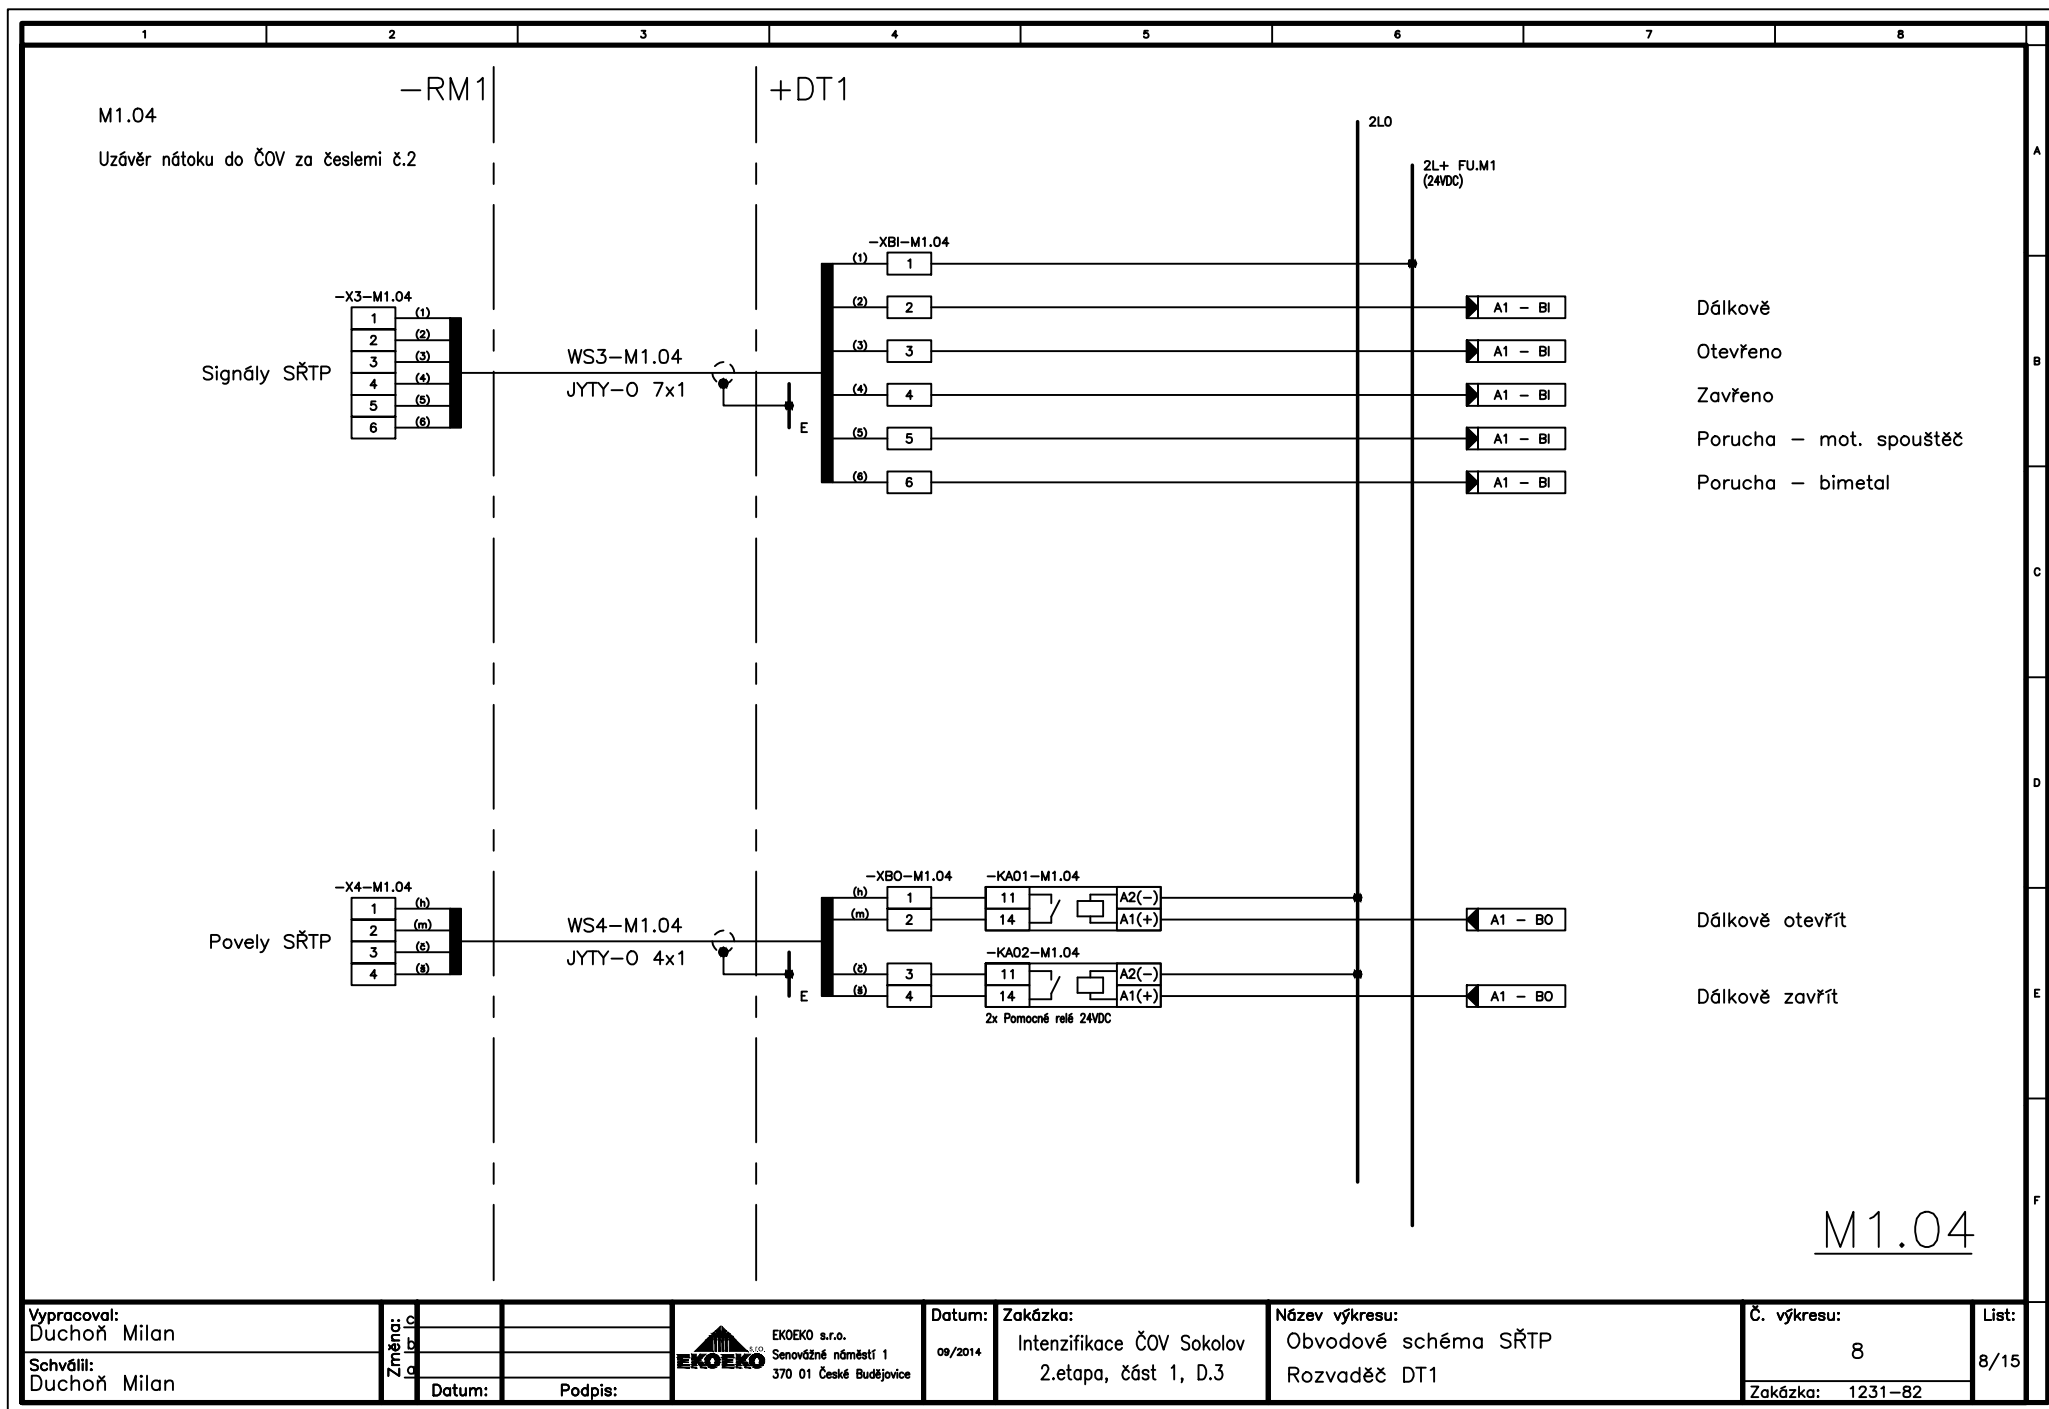 1 2 3 4 5 6 7 8
A
B
C
D
E
F
-RM1
+DT1
M1.04
Uzávěr nátoku do ČOV za česlemi č.2
2L0
2L+ FU.M1
(24VDC)
Signály SŘTP
-X3-M1.04
1 (1)
2 (2)
3 (3)
4 (4)
5 (5)
6 (6)
WS3-M1.04
JYTY-O 7x1
E
-XBI-M1.04
(1) 1
(2) 2 A1 - BI Dálkově
(3) 3 A1 - BI Otevřeno
(4) 4 A1 - BI Zavřeno
(5) 5 A1 - BI Porucha - mot. spouštěč
(6) 6 A1 - BI Porucha - bimetal
Povely SŘTP
-X4-M1.04
1 (h)
2 (m)
3 (č)
4 (š)
WS4-M1.04
JYTY-O 4x1
E
-XBO-M1.04 -KA01-M1.04
(h) 1 11 A2(-)
(m) 2 14 A1(+) A1 - BO Dálkově otevřít
-KA02-M1.04
(č) 3 11 A2(-)
(š) 4 14 A1(+) A1 - BO Dálkově zavřít
2x Pomocné relé 24VDC
M1.04
Vypracoval:
Duchoň Milan
Schválil:
Duchoň Milan
Změna:
c
b
a
Datum: Podpis:
EKOEKO s.r.o.
EKOEKO s.r.o.
Senovážné náměstí 1
370 01 České Budějovice
Datum:
09/2014
Zakázka:
Intenzifikace ČOV Sokolov
2.etapa, část 1, D.3
Název výkresu:
Obvodové schéma SŘTP
Rozvaděč DT1
Č. výkresu:
8
Zakázka: 1231-82
List:
8/15